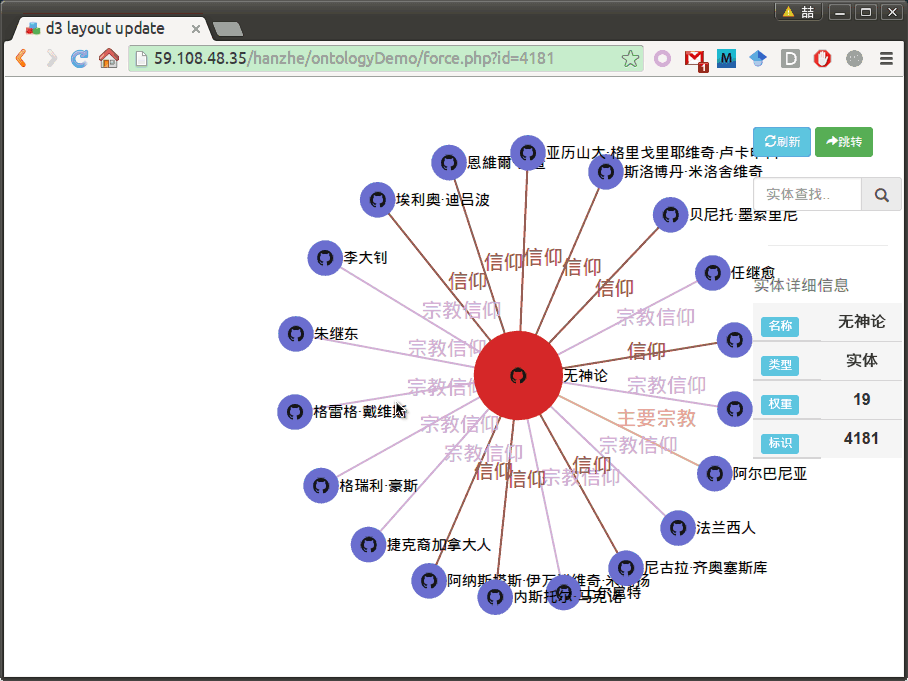 喆
d3 layout update
59.108.48.35/hanzhe/ontologyDemo/force.php?id=4181
1
M
D
刷新
跳转
实体查找..
实体详细信息
名称 无神论
类型 实体
权重 19
标识 4181
恩維爾
亚历山大·格里戈里耶维奇·卢卡申科
斯洛博丹·米洛舍维奇
埃利奥·迪吕波
贝尼托·墨索里尼
李大钊
任继愈
朱继东
无神论
格雷格·戴维斯
格瑞利·豪斯
阿尔巴尼亚
捷克裔加拿大人
法兰西人
阿纳斯塔斯·伊万诺维奇·米高扬
尼古拉·齐奥塞斯库
内斯托尔·马克诺
信仰
信仰
信仰
信仰
信仰
宗教信仰
宗教信仰
宗教信仰
信仰
宗教信仰
宗教信仰
宗教信仰
主要宗教
宗教信仰
宗教信仰
信仰
信仰
宗教信仰
信仰